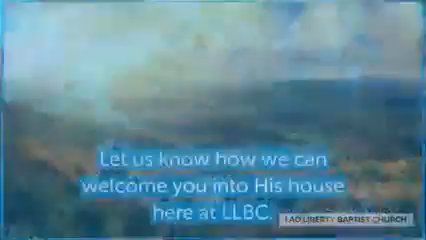 Let us know how we can
welcome you into His house
here at LLBC.
LAO LIBERTY BAPTIST CHURCH